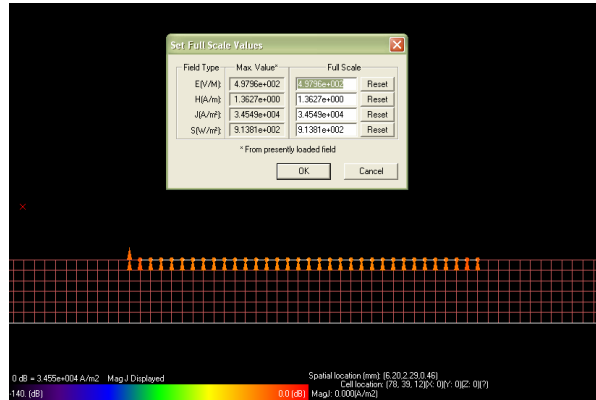 Set Full Scale Values
Field Type Max. Value* Full Scale
E(V/M): 4.9796e+002 4.9796e+002 Reset
H(A/m): 1.3627e+000 1.3627e+000 Reset
J(A/m²): 3.4549e+004 3.4549e+004 Reset
S(W/m²): 9.1381e+002 9.1381e+002 Reset
* From presently loaded field
OK Cancel
0 dB = 3.455e+004 A/m2 Mag J Displayed Spatial location (mm): (6.20,2.29,0.46)
Cell location: (78, 39, 12)(X: 0)(Y: 0)(Z: 0)(?)
-140. (dB) 0.0 (dB) MagJ: 0.000(A/m2)